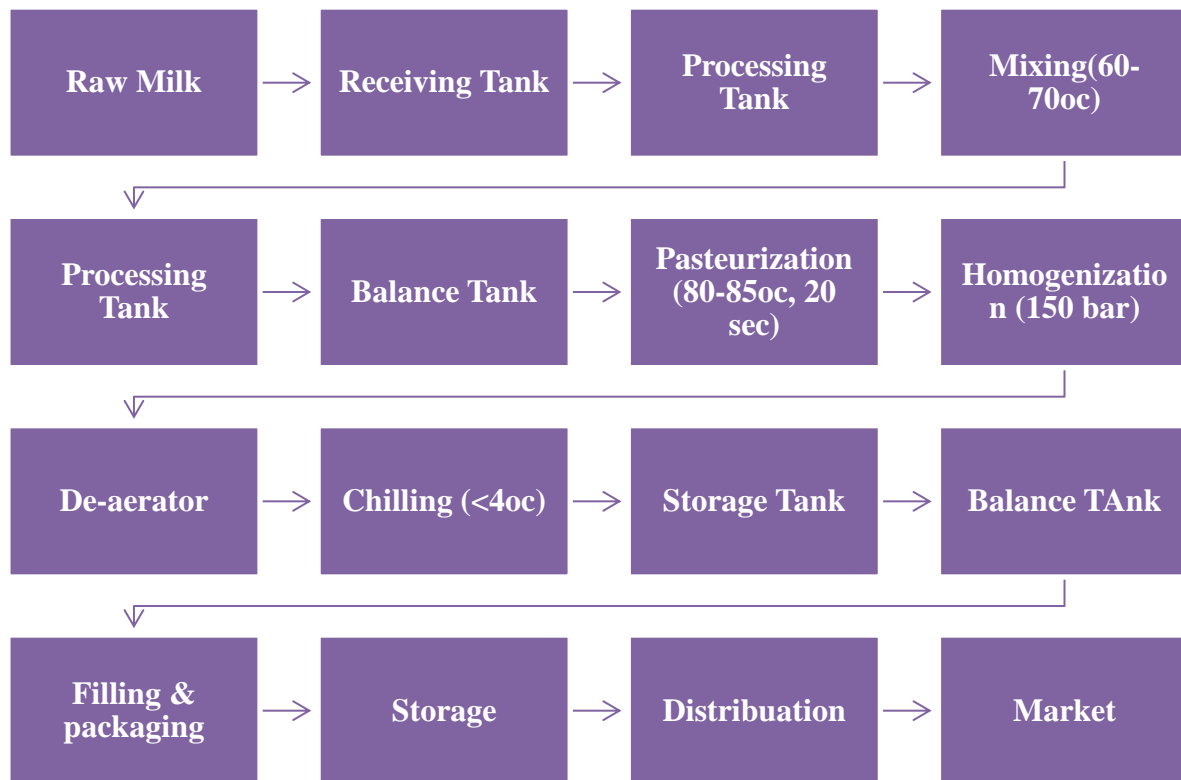 Raw Milk
Receiving Tank
Processing
Tank
Mixing(60-
70oc)
Processing
Tank
Balance Tank
Pasteurization
(80-85oc, 20
sec)
Homogenizatio
n (150 bar)
De-aerator
Chilling (<4oc)
Storage Tank
Balance TAnk
Filling &
packaging
Storage
Distribuation
Market